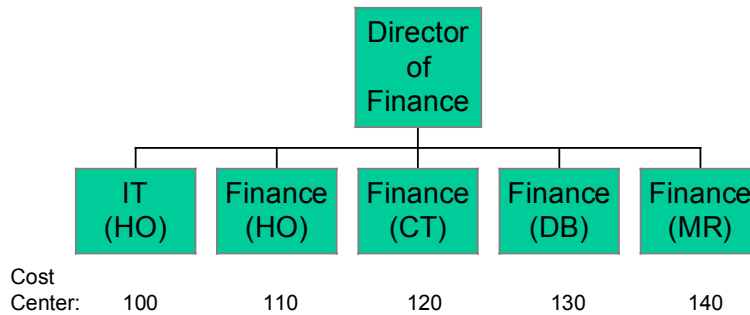 Director
of
Finance
IT
(HO)
Finance
(HO)
Finance
(CT)
Finance
(DB)
Finance
(MR)
Cost
Center: 100 110 120 130 140